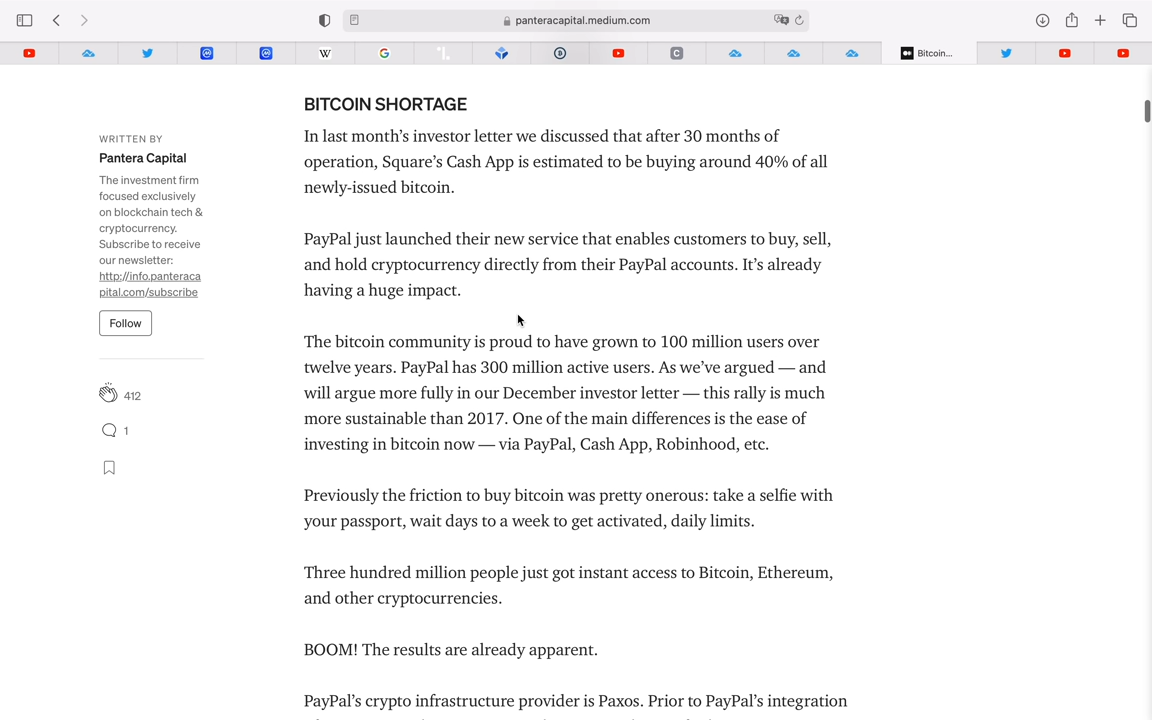 panteracapital.medium.com
W
G
C
Bitcoin...
BITCOIN SHORTAGE
In last month’s investor letter we discussed that after 30 months of
operation, Square’s Cash App is estimated to be buying around 40% of all
newly-issued bitcoin.
WRITTEN BY
Pantera Capital
The investment firm
focused exclusively
on blockchain tech &
cryptocurrency.
Subscribe to receive
our newsletter:
http://info.panteraca
pital.com/subscribe
Follow
412
1
PayPal just launched their new service that enables customers to buy, sell,
and hold cryptocurrency directly from their PayPal accounts. It’s already
having a huge impact.
The bitcoin community is proud to have grown to 100 million users over
twelve years. PayPal has 300 million active users. As we’ve argued — and
will argue more fully in our December investor letter — this rally is much
more sustainable than 2017. One of the main differences is the ease of
investing in bitcoin now — via PayPal, Cash App, Robinhood, etc.
Previously the friction to buy bitcoin was pretty onerous: take a selfie with
your passport, wait days to a week to get activated, daily limits.
Three hundred million people just got instant access to Bitcoin, Ethereum,
and other cryptocurrencies.
BOOM! The results are already apparent.
PayPal’s crypto infrastructure provider is Paxos. Prior to PayPal’s integration